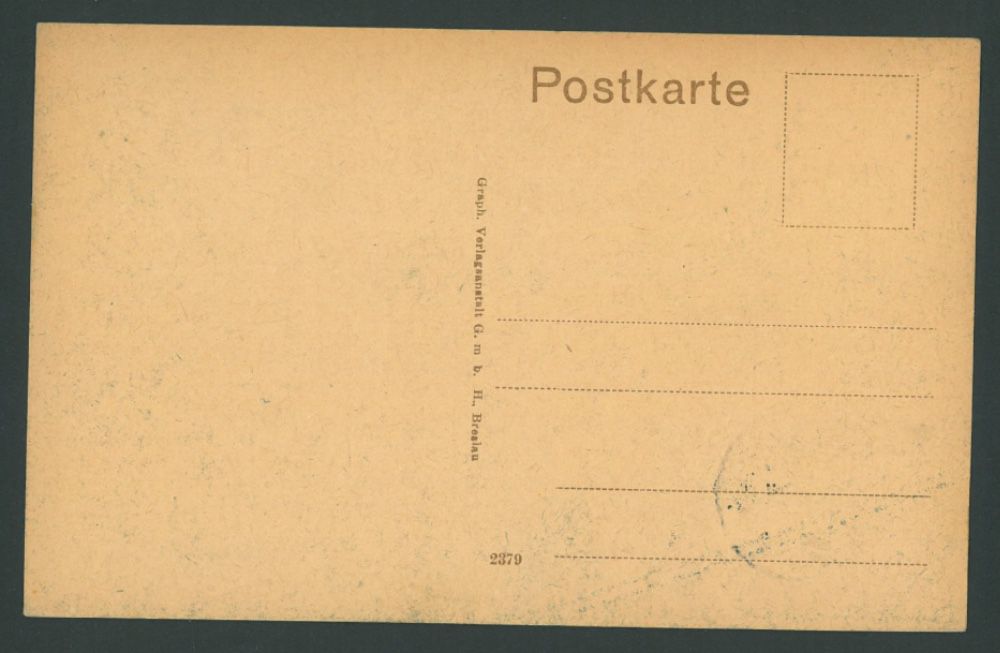 Postkarte
Graph. Verlagsanstalt G. m b. H., Breslau
2379